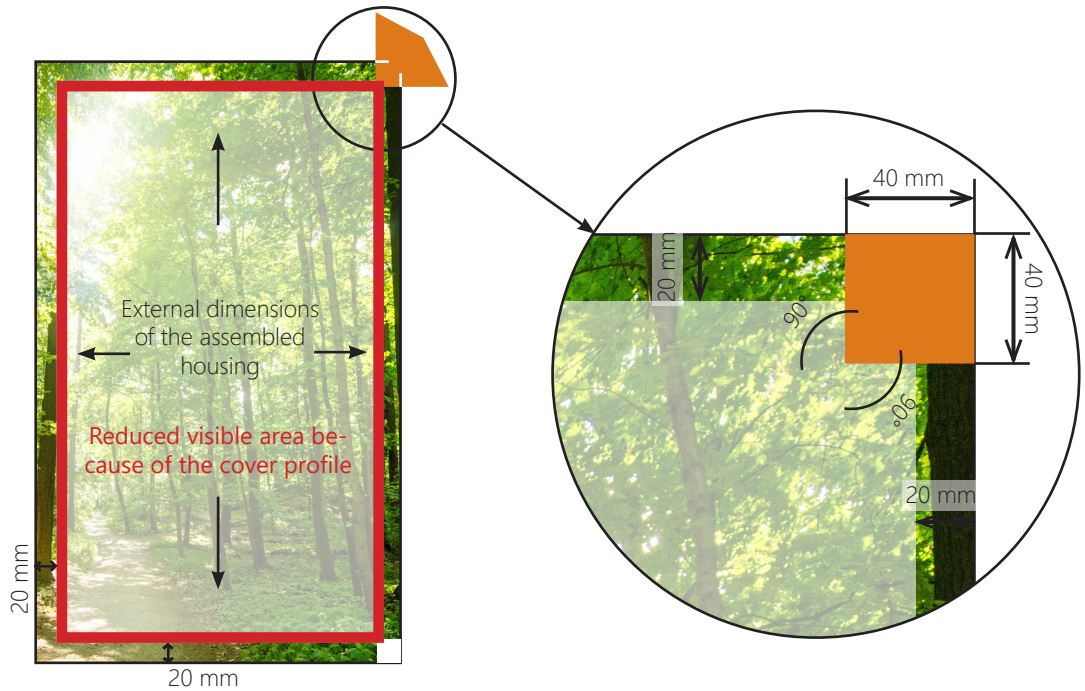 External dimensions
of the assembled
housing
Reduced visible area be-
cause of the cover profile
20 mm
20 mm
40 mm
40 mm
20 mm
90°
90°
20 mm